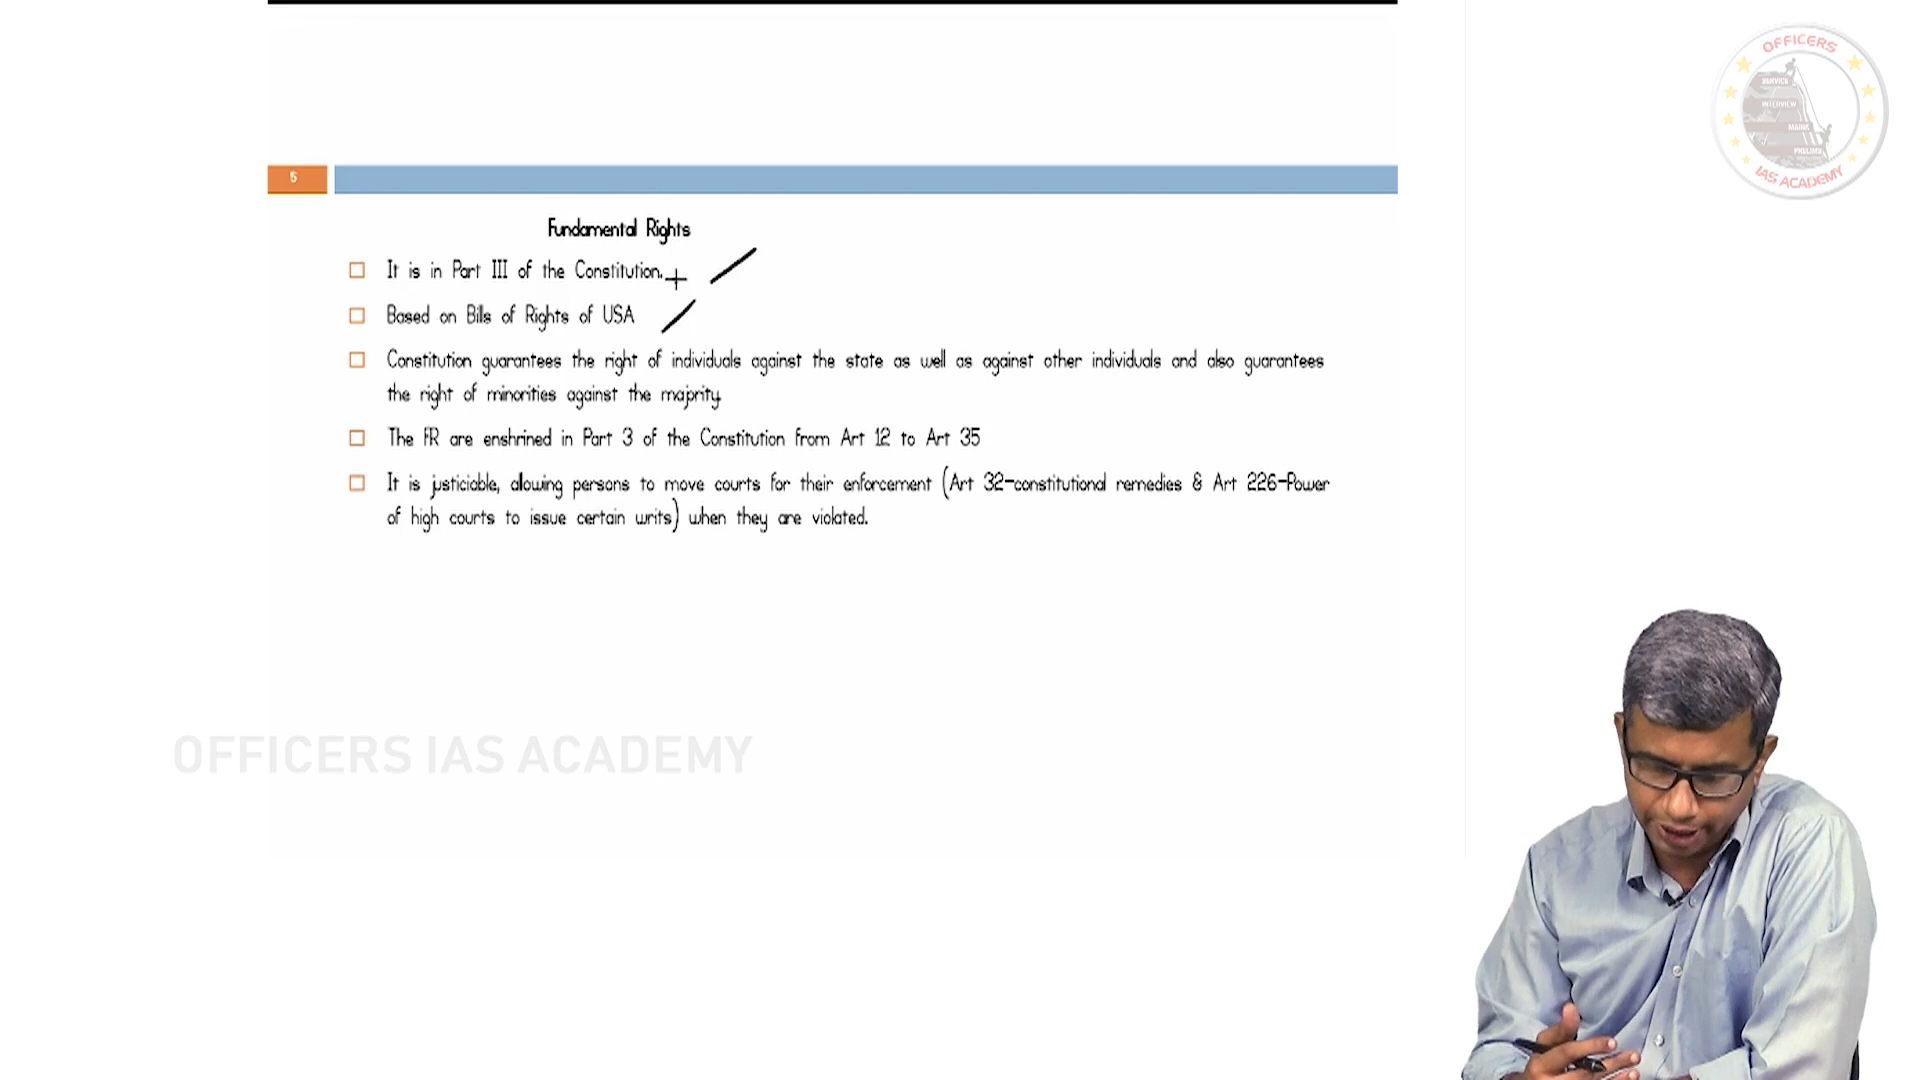 OFFICERS
SERVICE
INTERVIEW
MAINS
PRELIMS
IAS ACADEMY
5
Fundamental Rights
It is in Part III of the Constitution.
Based on Bills of Rights of USA
Constitution guarantees the right of individuals against the state as well as against other individuals and also guarantees
the right of minorities against the majority.
The FR are enshrined in Part 3 of the Constitution from Art 12 to Art 35
It is justiciable, allowing persons to move courts for their enforcement (Art 32-constitutional remedies & Art 226-Power
of high courts to issue certain writs) when they are violated.
OFFICERS IAS ACADEMY